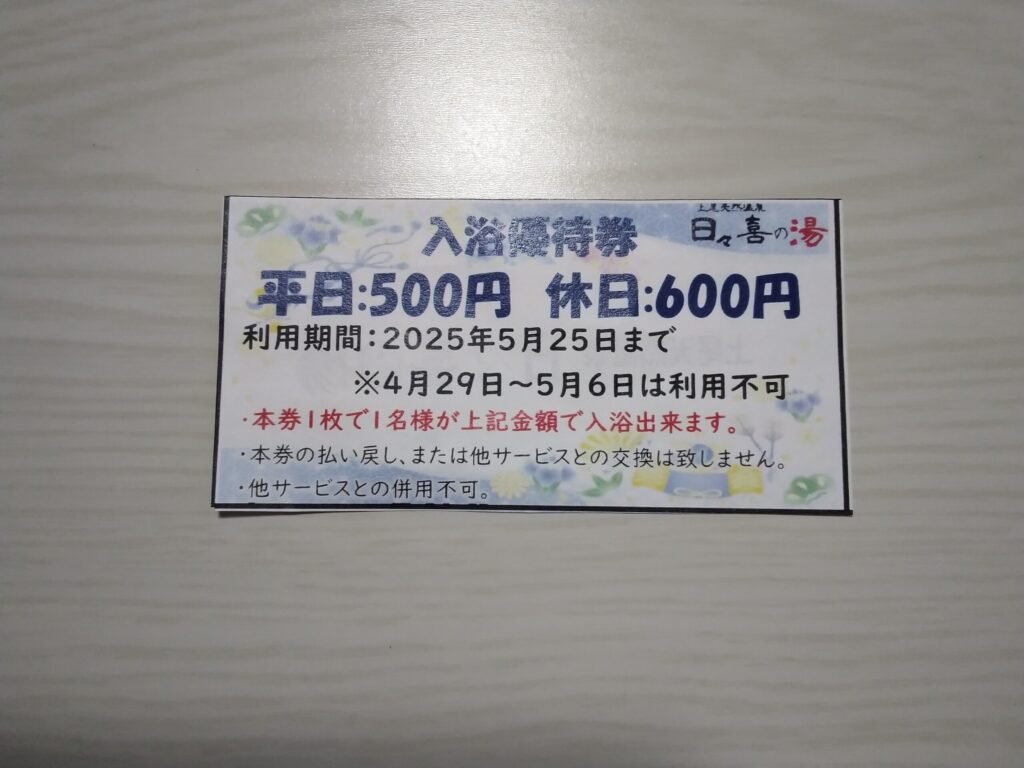 上尾天然温泉
日々喜の湯
入浴優待券
平日:500円 休日:600円
利用期間:2025年5月25日まで
※4月29日~5月6日は利用不可
・本券1枚で1名様が上記金額で入浴出来ます。
・本券の払い戻し、または他サービスとの交換は致しません。
・他サービスとの併用不可。